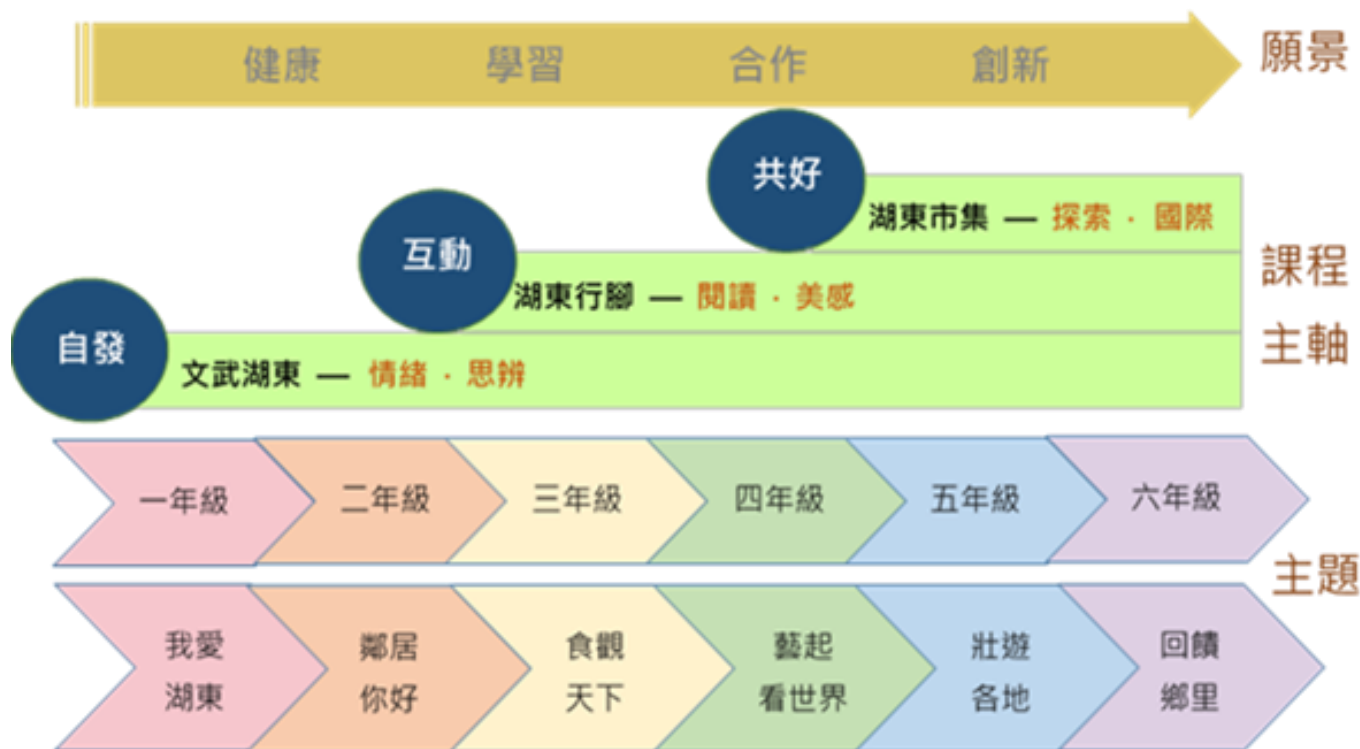 健康 學習 合作 創新
願景
共好
湖東市集 — 探索 · 國際
互動
湖東行腳 — 閱讀 · 美感
自發
文武湖東 — 情緒 · 思辨
課程
主軸
一年級 二年級 三年級 四年級 五年級 六年級
主題
我愛 鄰居 食觀 藝起 壯遊 回饋
湖東 你好 天下 看世界 各地 鄉里